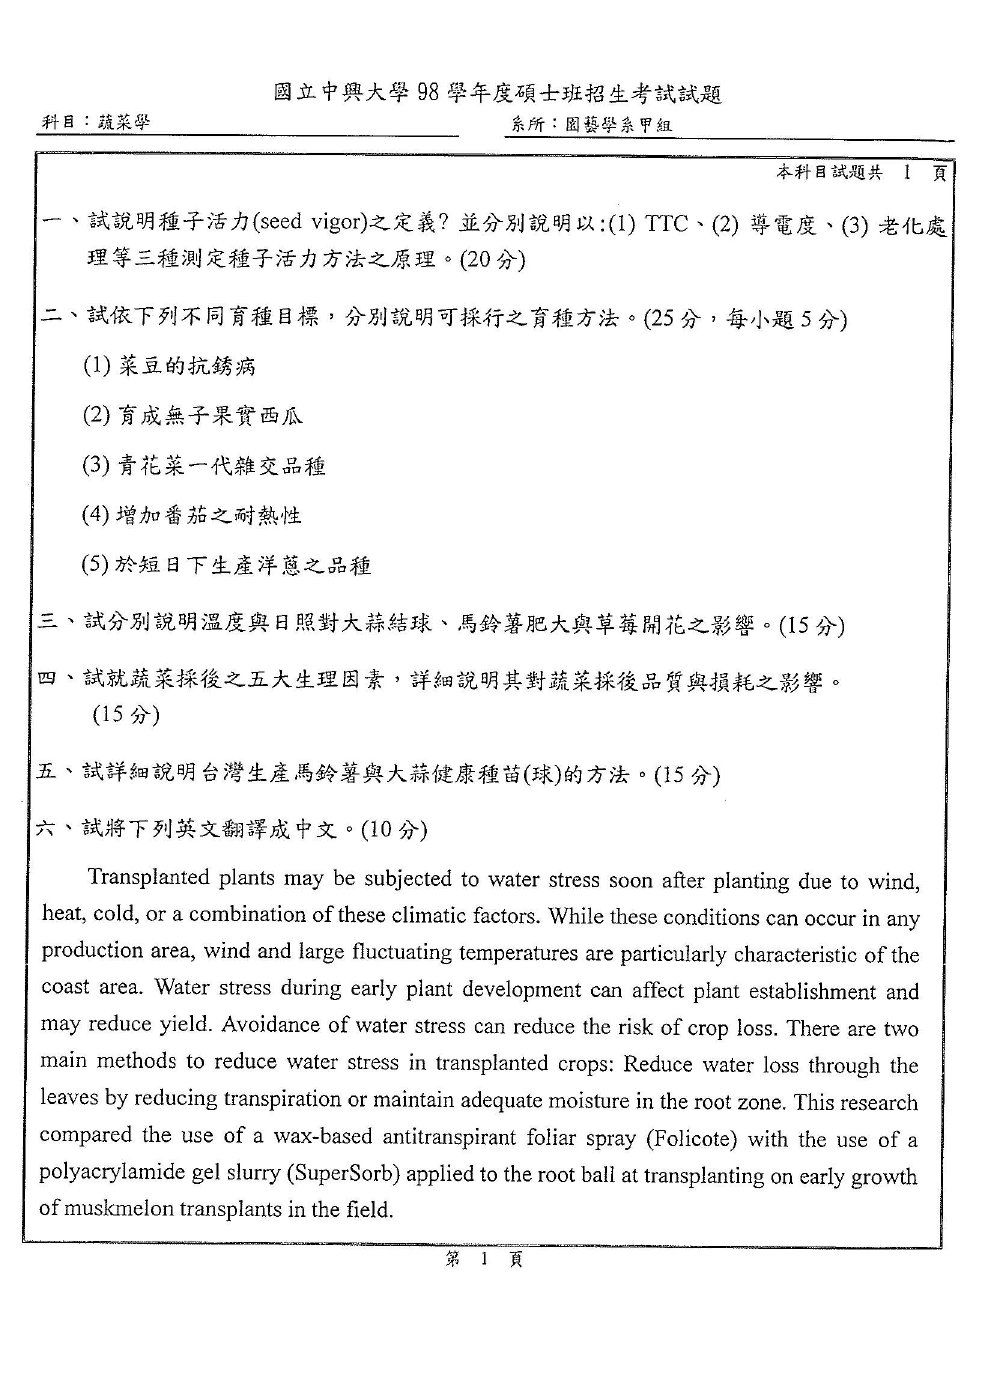 國立中興大學 98 學年度碩士班招生考試試題
科目：蔬菜學
系所：園藝學系甲組
本科目試題共 1 頁
一、試說明種子活力(seed vigor)之定義? 並分別說明以:(1) TTC、(2) 導電度、(3) 老化處
理等三種測定種子活力方法之原理。(20 分)
二、試依下列不同育種目標，分別說明可採行之育種方法。(25 分，每小題 5 分)
(1) 菜豆的抗銹病
(2) 育成無子果實西瓜
(3) 青花菜一代雜交品種
(4) 增加番茄之耐熱性
(5) 於短日下生產洋蔥之品種
三、試分別說明溫度與日照對大蒜結球、馬鈴薯肥大與草莓開花之影響。(15 分)
四、試就蔬菜採後之五大生理因素，詳細說明其對蔬菜採後品質與損耗之影響。
(15 分)
五、試詳細說明台灣生產馬鈴薯與大蒜健康種苗(球)的方法。(15 分)
六、試將下列英文翻譯成中文。(10 分)
Transplanted plants may be subjected to water stress soon after planting due to wind,
heat, cold, or a combination of these climatic factors. While these conditions can occur in any
production area, wind and large fluctuating temperatures are particularly characteristic of the
coast area. Water stress during early plant development can affect plant establishment and
may reduce yield. Avoidance of water stress can reduce the risk of crop loss. There are two
main methods to reduce water stress in transplanted crops: Reduce water loss through the
leaves by reducing transpiration or maintain adequate moisture in the root zone. This research
compared the use of a wax-based antitranspirant foliar spray (Folicote) with the use of a
polyacrylamide gel slurry (SuperSorb) applied to the root ball at transplanting on early growth
of muskmelon transplants in the field.
第 1 頁